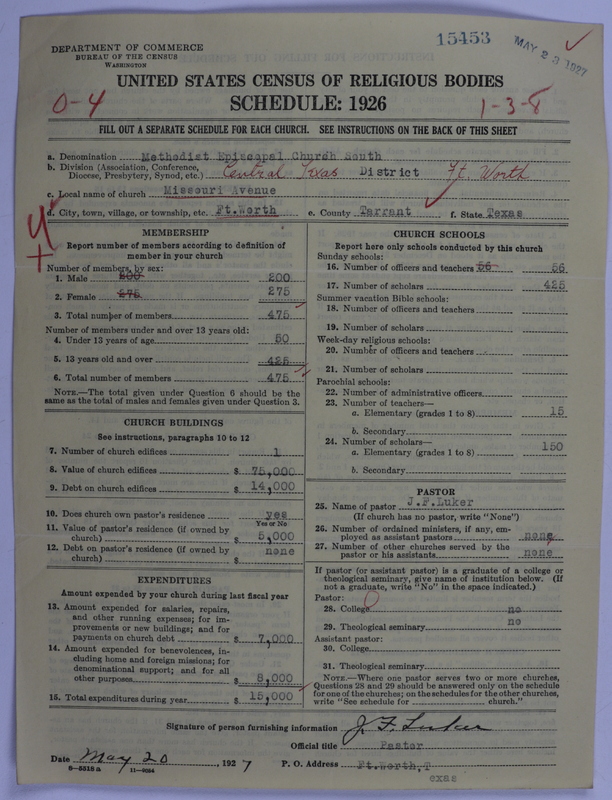 15453
MAY 23 1927
DEPARTMENT OF COMMERCE
BUREAU OF THE CENSUS
WASHINGTON
UNITED STATES CENSUS OF RELIGIOUS BODIES
SCHEDULE: 1926
0-4
1-3-8
FILL OUT A SEPARATE SCHEDULE FOR EACH CHURCH. SEE INSTRUCTIONS ON THE BACK OF THIS SHEET
a. Denomination Methodist Episcopal Church South
b. Division (Association, Conference, Diocese, Presbytery, Synod, etc.) Central Texas District Ft. Worth
c. Local name of church Missouri Avenue
d. City, town, village, or township, etc. Ft.Worth e. County Tarrant f. State Texas
MEMBERSHIP
Report number of members according to definition of
member in your church
Number of members, by sex:
1. Male 200 200
2. Female 275 275
3. Total number of members 475
Number of members under and over 13 years old:
4. Under 13 years of age 50
5. 13 years old and over 425
6. Total number of members 475
NOTE.—The total given under Question 6 should be
same as the total of males and females given under Question 3.
CHURCH BUILDINGS
See instructions, paragraphs 10 to 12
7. Number of church edifices 1
8. Value of church edifices $ 75,000
9. Debt on church edifices $ 14,000
10. Does church own pastor's residence yes
Yes or No
11. Value of pastor's residence (if owned by
church) $ 5,000
12. Debt on pastor's residence (if owned by
church) $ none
EXPENDITURES
Amount expended by your church during last fiscal year
13. Amount expended for salaries, repairs,
and other running expenses; for im-
provements or new buildings; and for
payments on church debt $ 7,000
14. Amount expended for benevolences, in-
cluding home and foreign missions; for
denominational support; and for all
other purposes $ 8,000
15. Total expenditures during year $ 15,000
CHURCH SCHOOLS
Report here only schools conducted by this church
Sunday schools:
16. Number of officers and teachers 56 56
17. Number of scholars 425
Summer vacation Bible schools:
18. Number of officers and teachers
19. Number of scholars
Week-day religious schools:
20. Number of officers and teachers
21. Number of scholars
Parochial schools:
22. Number of administrative officers
23. Number of teachers—
a. Elementary (grades 1 to 8) 15
b. Secondary
24. Number of scholars—
a. Elementary (grades 1 to 8) 150
b. Secondary
PASTOR
25. Name of pastor J.F.Luker
(If church has no pastor, write "None")
26. Number of ordained ministers, if any, em-
ployed as assistant pastors none
27. Number of other churches served by the
pastor or his assistants none
If pastor (or assistant pastor) is a graduate of a college or
theological seminary, give name of institution below. (If
not a graduate, write "No" in the space indicated.)
Pastor:
28. College no
29. Theological seminary no
Assistant pastor:
30. College
31. Theological seminary
NOTE.—Where one pastor serves two or more churches,
Questions 28 and 29 should be answered only on the schedule
for one of the churches; on the schedules for the other churches,
write "See schedule for church."
Signature of person furnishing information J. F. Luker
Official title Pastor
Date May 20, 1927 P. O. Address Ft.Worth,T
exas
8-5518a 11-9054